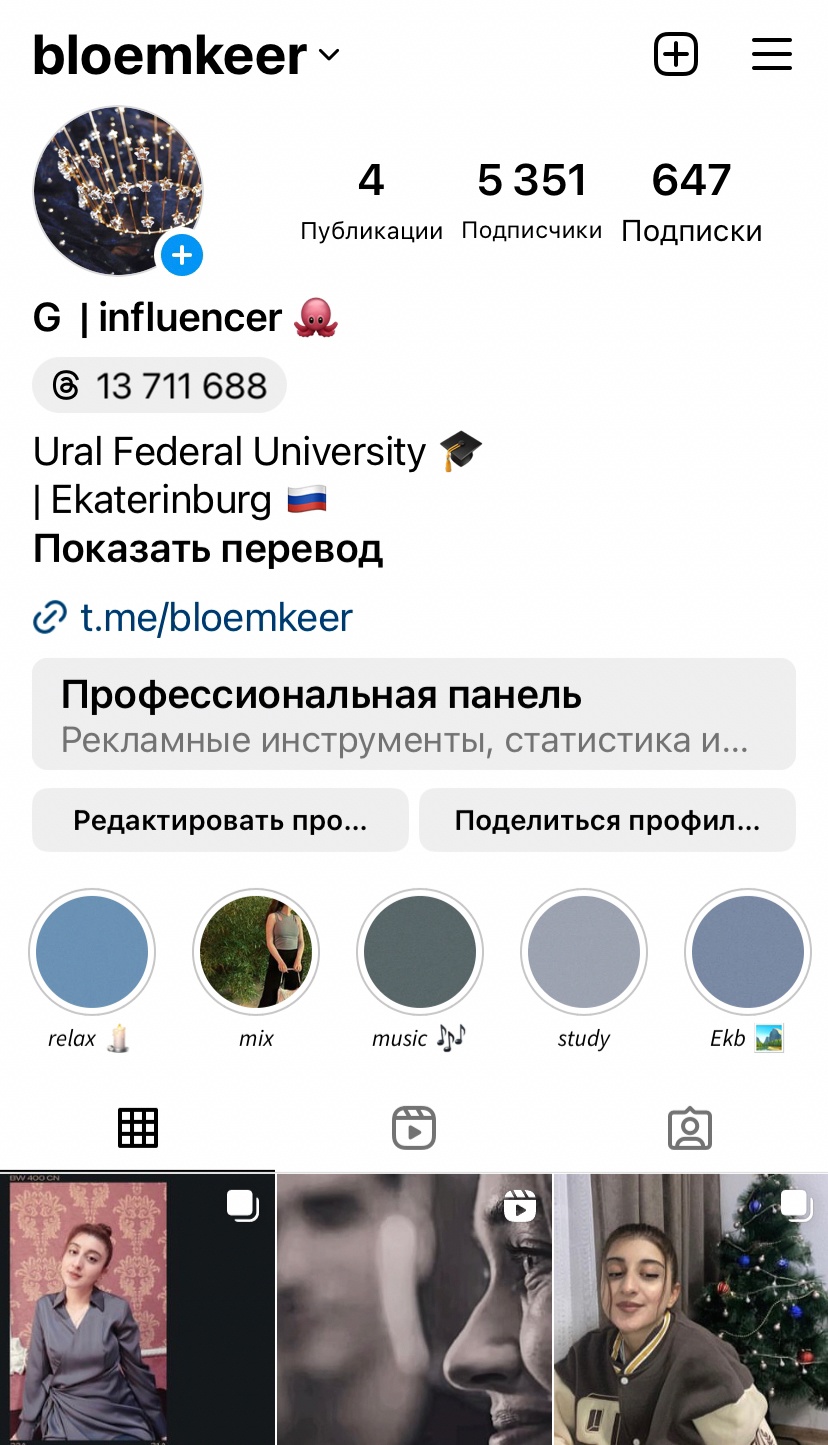 bloemkeer
4 5 351 647
Публикации Подписчики Подписки
G | influencer
13 711 688
Ural Federal University
| Ekaterinburg
Показать перевод
t.me/bloemkeer
Профессиональная панель
Рекламные инструменты, статистика и...
Редактировать про... Поделиться профил...
relax mix music study Ekb
BW 400 CN